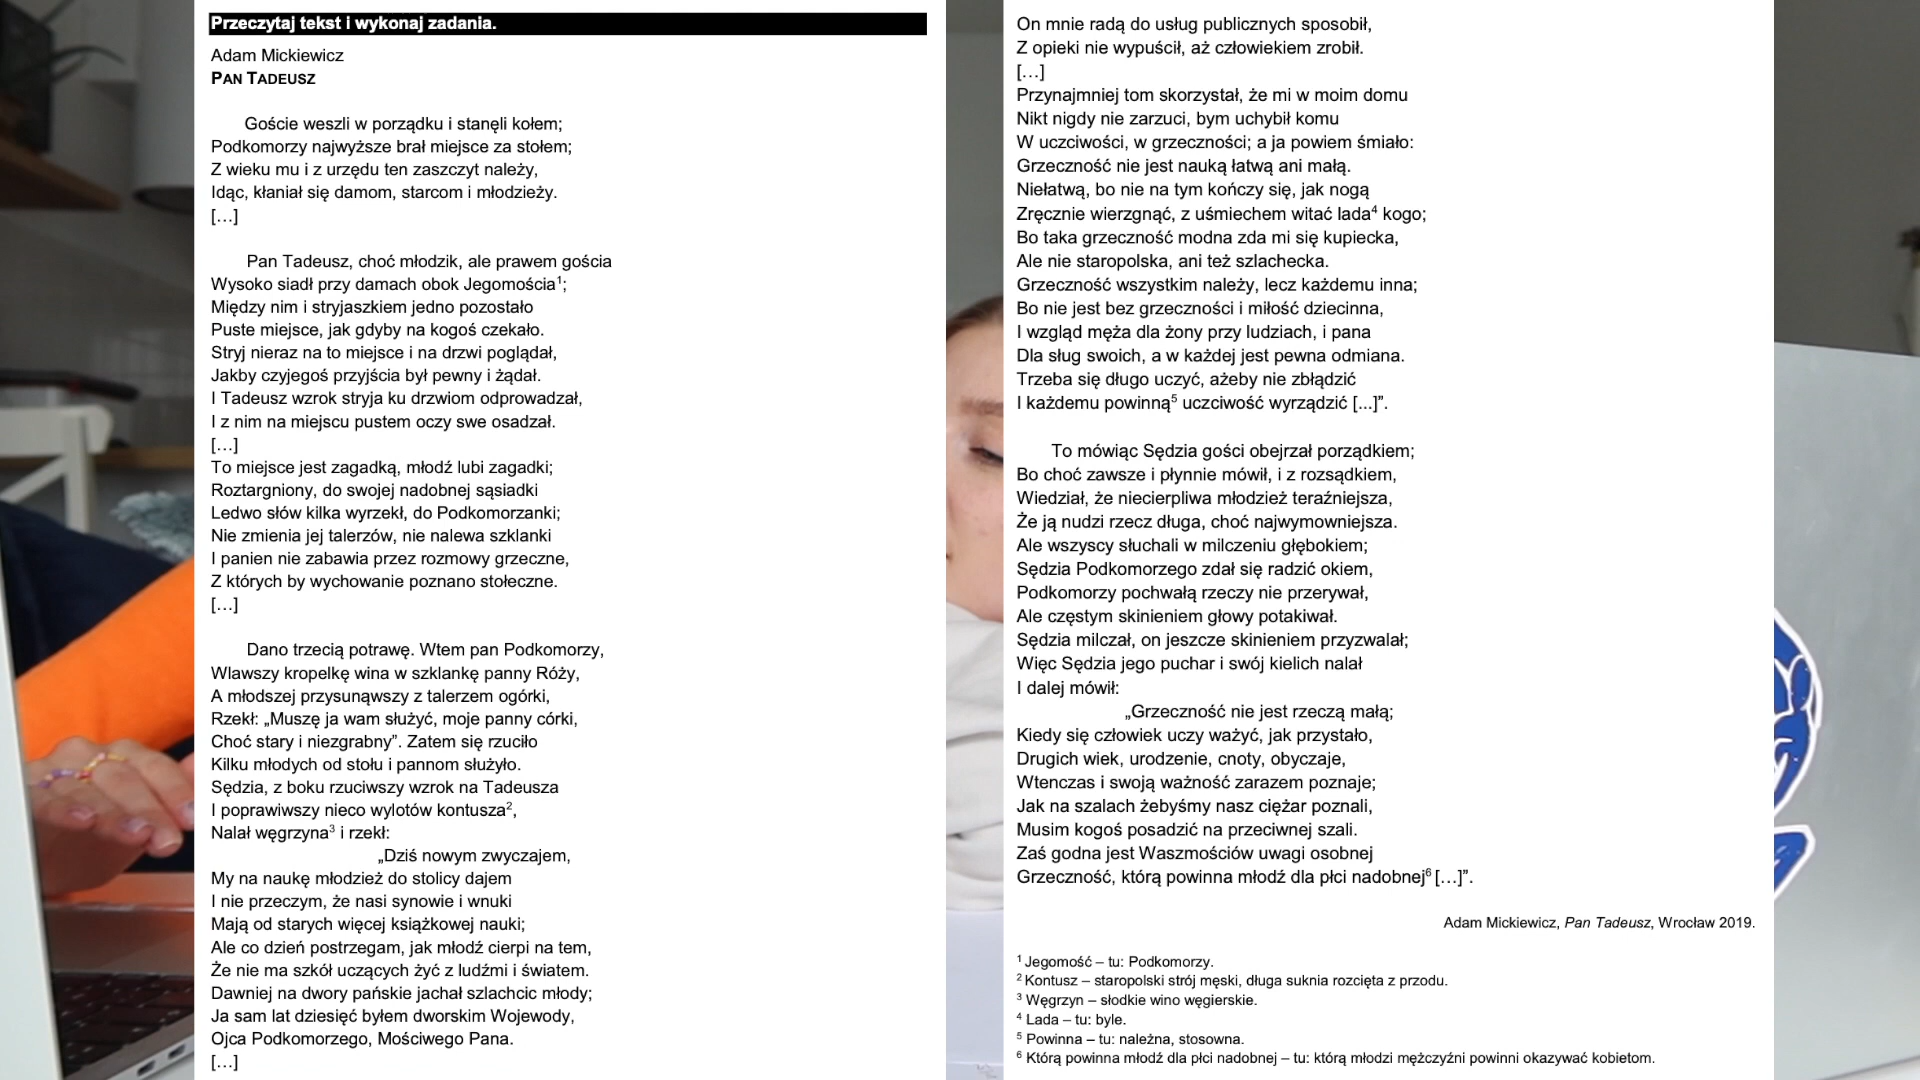 Przeczytaj tekst i wykonaj zadania.
Adam Mickiewicz
PAN TADEUSZ
Goście weszli w porządku i stanęli kołem;
Podkomorzy najwyższe brał miejsce za stołem;
Z wieku mu i z urzędu ten zaszczyt należy,
Idąc, kłaniał się damom, starcom i młodzieży.
[…]
Pan Tadeusz, choć młodzik, ale prawem gościa
Wysoko siadł przy damach obok Jegomościa¹;
Między nim i stryjaszkiem jedno pozostało
Puste miejsce, jak gdyby na kogoś czekało.
Stryj nieraz na to miejsce i na drzwi poglądał,
Jakby czyjegoś przyjścia był pewny i żądał.
I Tadeusz wzrok stryja ku drzwiom odprowadzał,
I z nim na miejscu pustem oczy swe osadzał.
[…]
To miejsce jest zagadką, młodź lubi zagadki;
Roztargniony, do swojej nadobnej sąsiadki
Ledwo słów kilka wyrzekł, do Podkomorzanki;
Nie zmienia jej talerzów, nie nalewa szklanki
I panien nie zabawia przez rozmowy grzeczne,
Z których by wychowanie poznano stołeczne.
[…]
Dano trzecią potrawę. Wtem pan Podkomorzy,
Wlawszy kropelkę wina w szklankę panny Róży,
A młodszej przysunąwszy z talerzem ogórki,
Rzekł: „Muszę ja wam służyć, moje panny córki,
Choć stary i niezgrabny”. Zatem się rzuciło
Kilku młodych od stołu i pannom służyło.
Sędzia, z boku rzuciwszy wzrok na Tadeusza
I poprawiwszy nieco wylotów kontusza²,
Nalał węgrzyna³ i rzekł:
„Dziś nowym zwyczajem,
My na naukę młodzież do stolicy dajem
I nie przeczym, że nasi synowie i wnuki
Mają od starych więcej książkowej nauki;
Ale co dzień postrzegam, jak młodź cierpi na tem,
Że nie ma szkół uczących żyć z ludźmi i światem.
Dawniej na dwory pańskie jachał szlachcic młody;
Ja sam lat dziesięć byłem dworskim Wojewody,
Ojca Podkomorzego, Mościwego Pana.
[…]
On mnie radą do usług publicznych sposobił,
Z opieki nie wypuścił, aż człowiekiem zrobił.
[…]
Przynajmniej tom skorzystał, że mi w moim domu
Nikt nigdy nie zarzuci, bym uchybił komu
W uczciwości, w grzeczności; a ja powiem śmiało:
Grzeczność nie jest nauką łatwą ani małą.
Niełatwą, bo nie na tym kończy się, jak nogą
Zręcznie wierzgnąć, z uśmiechem witać lada⁴ kogo;
Bo taka grzeczność modna zda mi się kupiecka,
Ale nie staropolska, ani też szlachecka.
Grzeczność wszystkim należy, lecz każdemu inna;
Bo nie jest bez grzeczności i miłość dziecinna,
I wzgląd męża dla żony przy ludziach, i pana
Dla sług swoich, a w każdej jest pewna odmiana.
Trzeba się długo uczyć, ażeby nie zbłądzić
I każdemu powinną⁵ uczciwość wyrządzić [...]”.
To mówiąc Sędzia gości obejrzał porządkiem;
Bo choć zawsze i płynnie mówił, i z rozsądkiem,
Wiedział, że niecierpliwa młodzież teraźniejsza,
Że ją nudzi rzecz długa, choć najwymowniejsza.
Ale wszyscy słuchali w milczeniu głębokiem;
Sędzia Podkomorzego zdał się radzić okiem,
Podkomorzy pochwałą rzeczy nie przerywał,
Ale częstym skinieniem głowy potakiwał.
Sędzia milczał, on jeszcze skinieniem przyzwalał;
Więc Sędzia jego puchar i swój kielich nalał
I dalej mówił:
„Grzeczność nie jest rzeczą małą;
Kiedy się człowiek uczy ważyć, jak przystało,
Drugich wiek, urodzenie, cnoty, obyczaje,
Wtenczas i swoją ważność zarazem poznaje;
Jak na szalach żebyśmy nasz ciężar poznali,
Musim kogoś posadzić na przeciwnej szali.
Zaś godna jest Waszmościów uwagi osobnej
Grzeczność, którą powinna młodź dla płci nadobnej⁶ […]”.
Adam Mickiewicz, Pan Tadeusz, Wrocław 2019.
¹ Jegomość – tu: Podkomorzy.
² Kontusz – staropolski strój męski, długa suknia rozcięta z przodu.
³ Węgrzyn – słodkie wino węgierskie.
⁴ Lada – tu: byle.
⁵ Powinna – tu: należna, stosowna.
⁶ Którą powinna młodź dla płci nadobnej – tu: którą młodzi mężczyźni powinni okazywać kobietom.